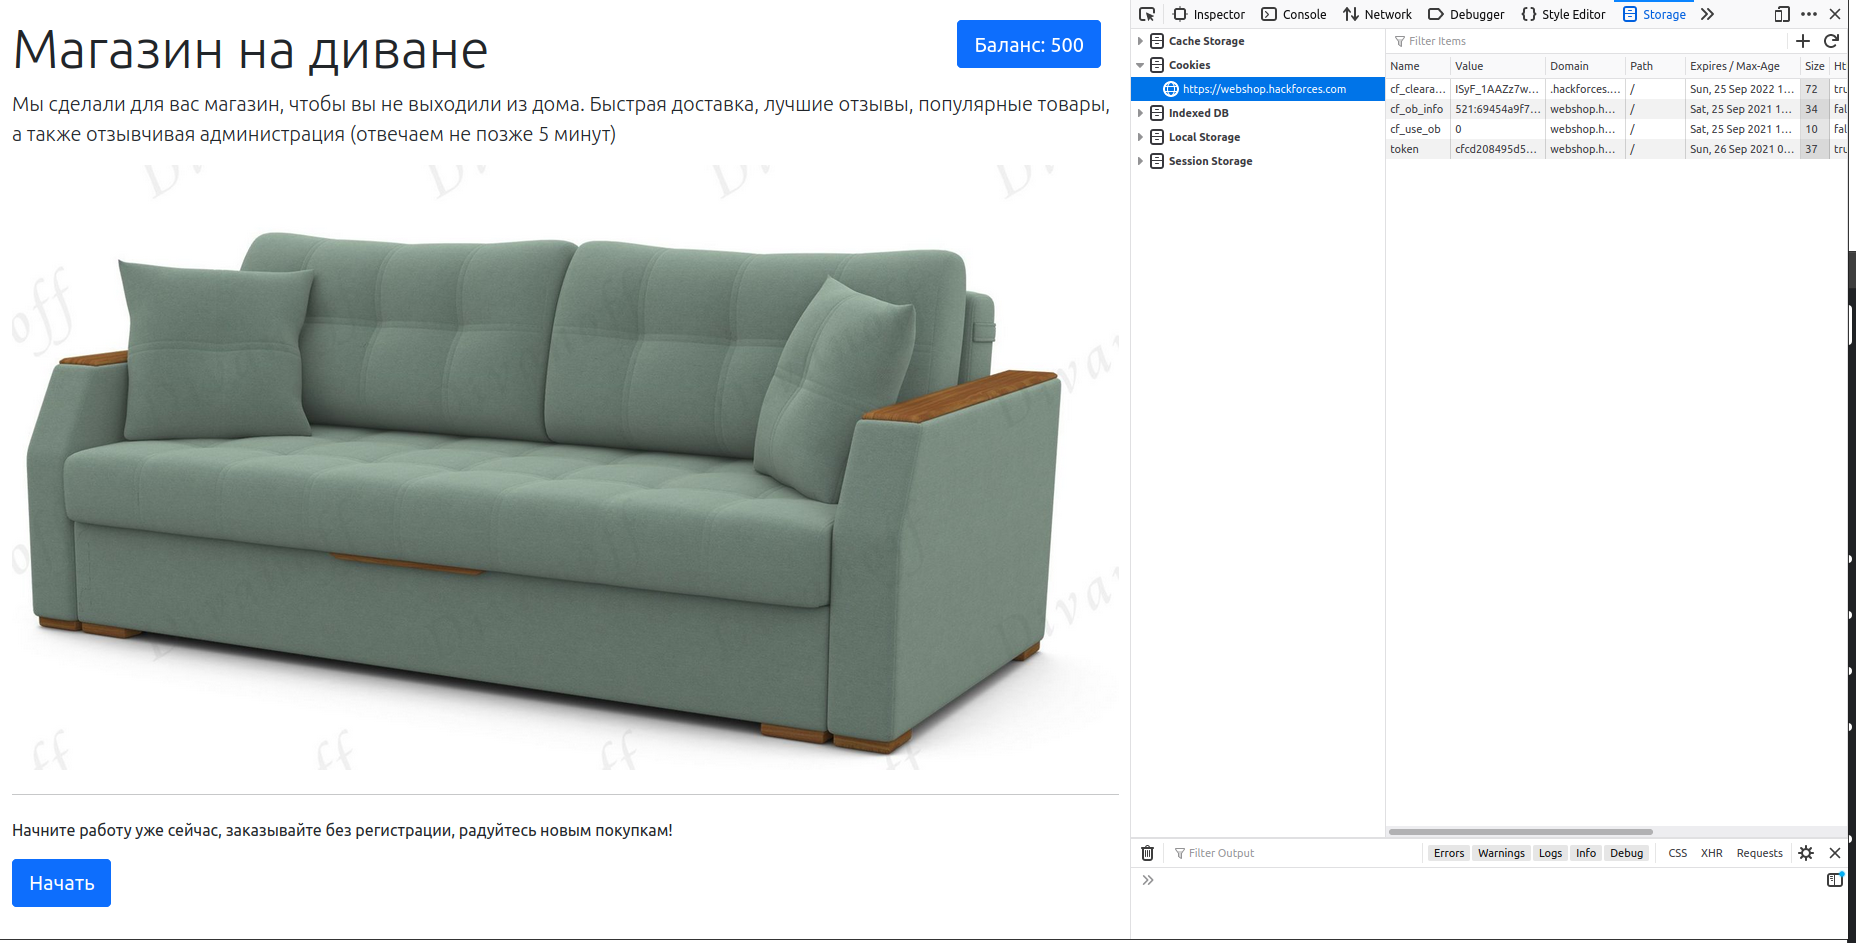 Магазин на диване
Баланс: 500
Мы сделали для вас магазин, чтобы вы не выходили из дома. Быстрая доставка, лучшие отзывы, популярные товары,
а также отзывчивая администрация (отвечаем не позже 5 минут)
Начните работу уже сейчас, заказывайте без регистрации, радуйтесь новым покупкам!
Начать
Inspector Console Network Debugger Style Editor Storage
Cache Storage
Cookies
https://webshop.hackforces.com
Indexed DB
Local Storage
Session Storage
Filter Items
Name Value Domain Path Expires / Max-Age Size Ht
cf_cleara... ISyF_1AAZz7w... .hackforces.... / Sun, 25 Sep 2022 1... 72 tru
cf_ob_info 521:69454a9f7... webshop.h... / Sat, 25 Sep 2021 1... 34 fal
cf_use_ob 0 webshop.h... / Sat, 25 Sep 2021 1... 10 fal
token cfcd208495d5... webshop.h... / Sun, 26 Sep 2021 0... 37 tru
Filter Output Errors Warnings Logs Info Debug CSS XHR Requests